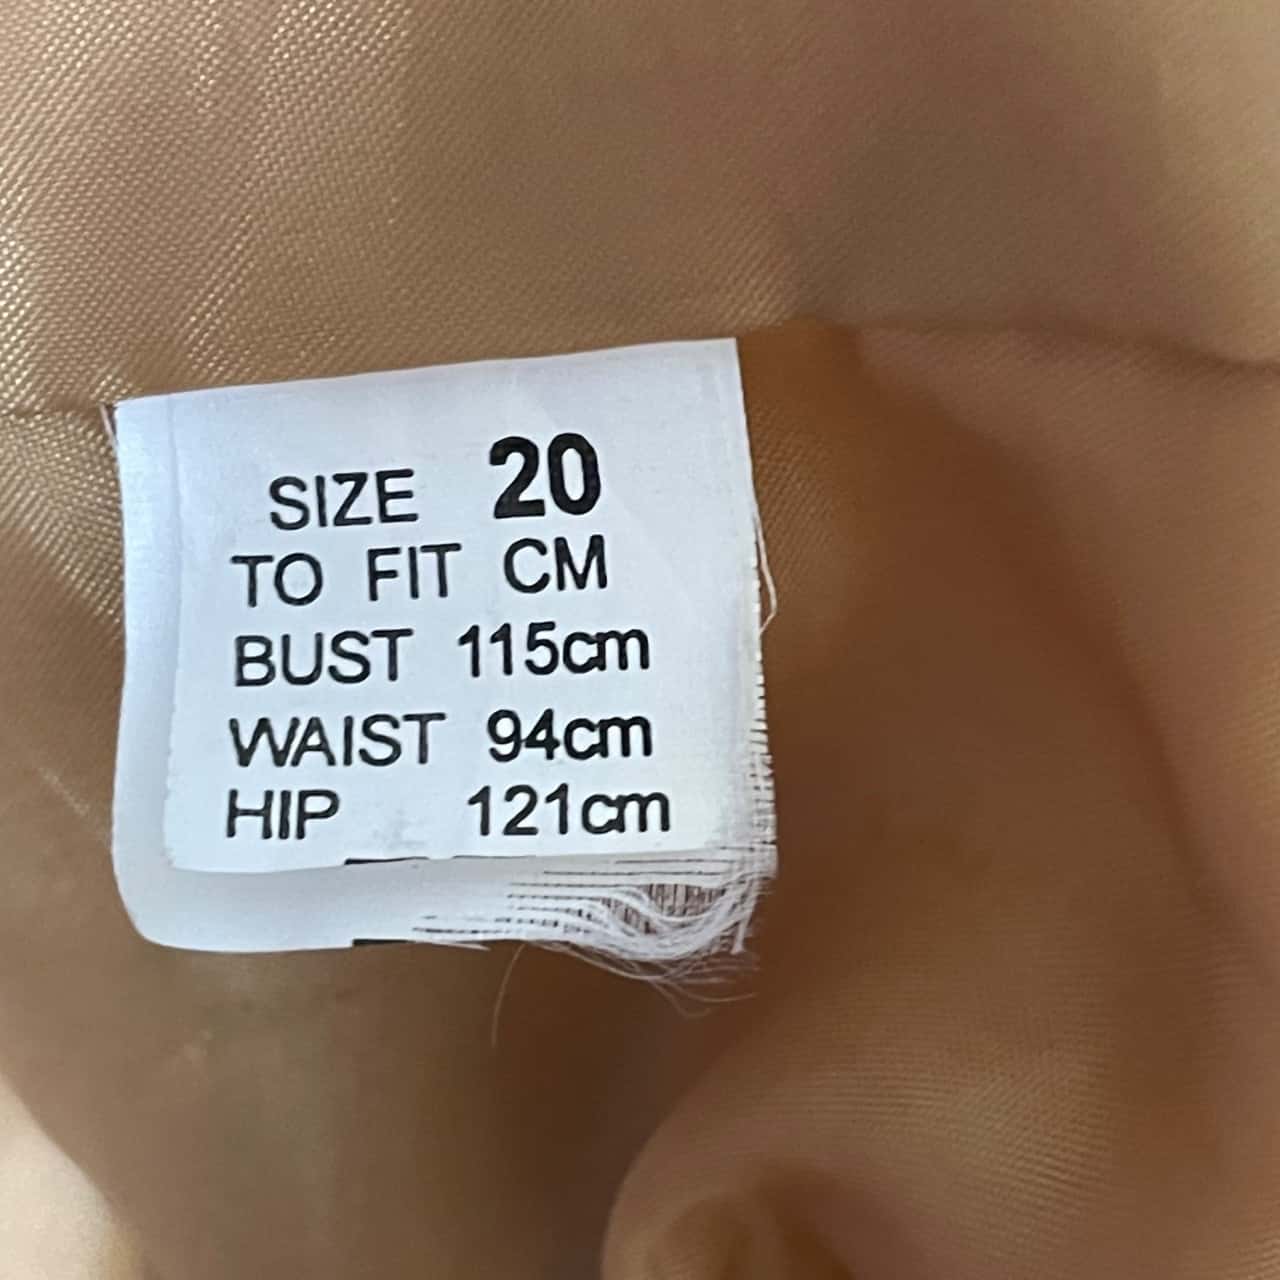 SIZE 20
TO FIT CM
BUST 115cm
WAIST 94cm
HIP 121cm